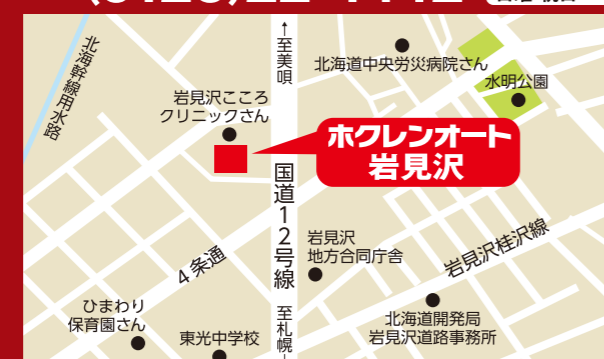 ↑至美唄
北海幹線用水路
北海道中央労災病院さん
水明公園
岩見沢こころ
クリニックさん
ホクレンオート
岩見沢
国道12号線
岩見沢
地方合同庁舎
4条通
岩見沢桂沢線
ひまわり
保育園さん
東光中学校
至札幌
北海道開発局
岩見沢道路事務所